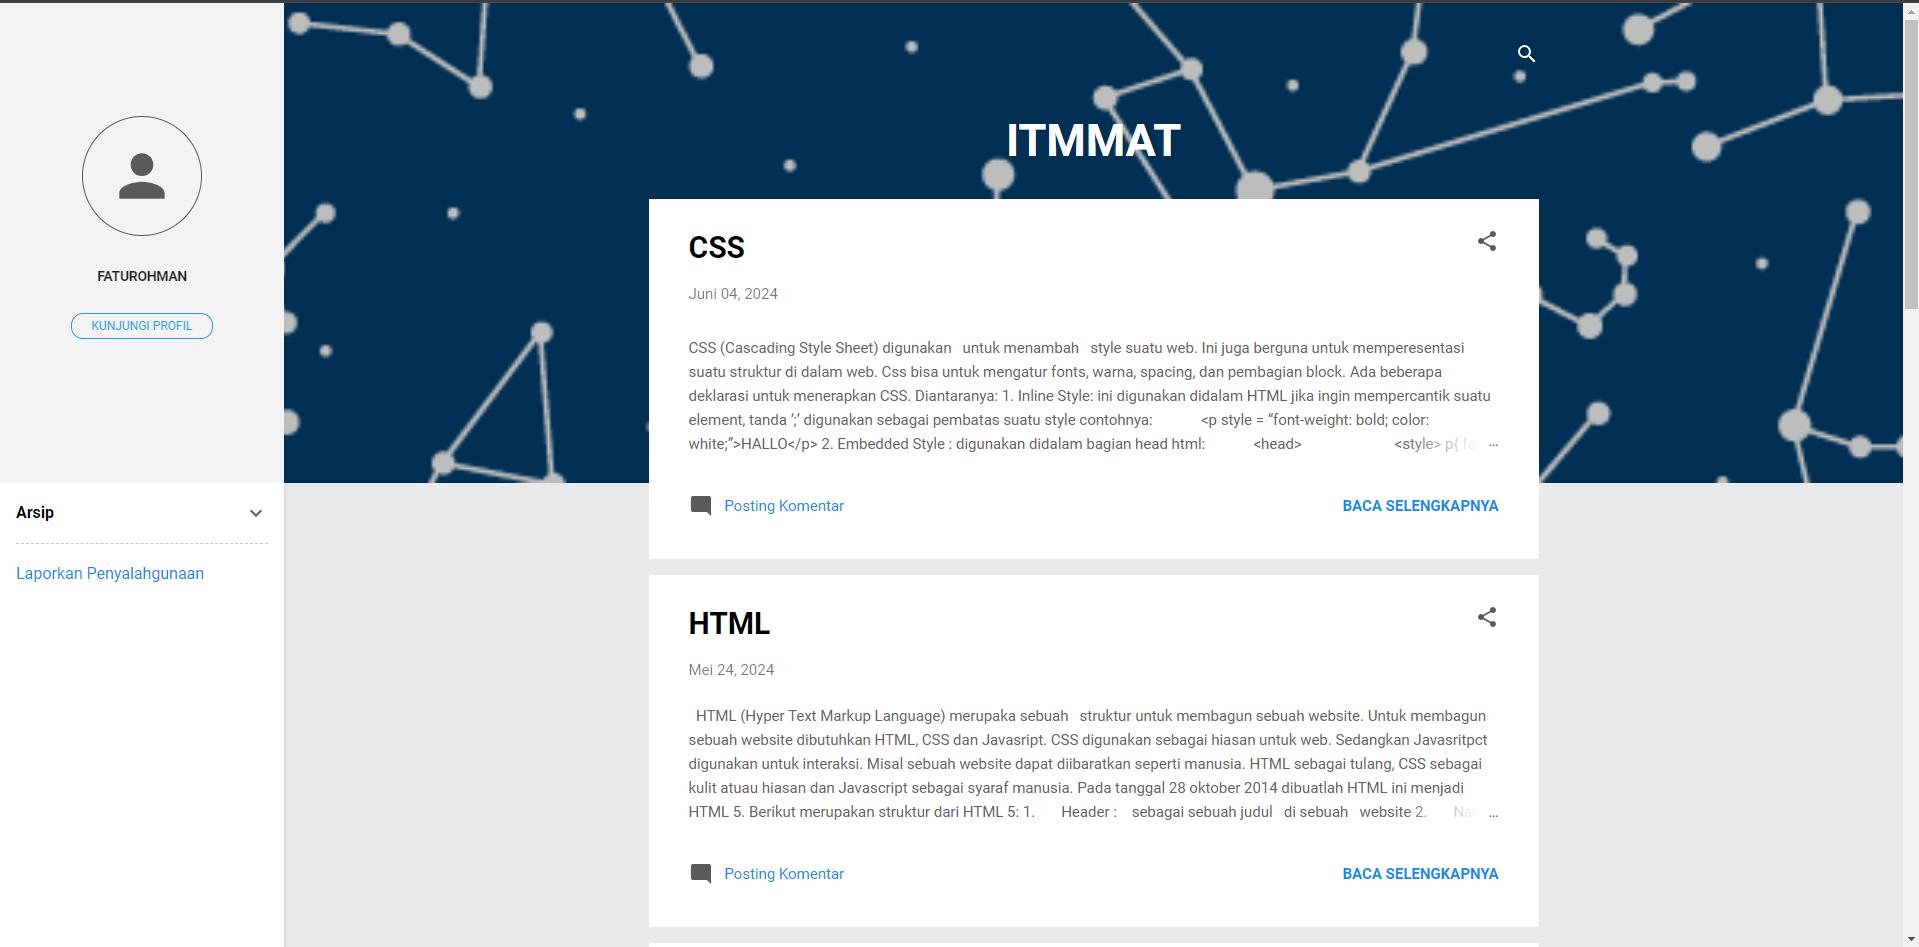 FATUROHMAN
KUNJUNGI PROFIL
Arsip
Laporkan Penyalahgunaan
ITMMAT
CSS
Juni 04, 2024
CSS (Cascading Style Sheet) digunakan untuk menambah style suatu web. Ini juga berguna untuk memperesentasi
suatu struktur di dalam web. Css bisa untuk mengatur fonts, warna, spacing, dan pembagian block. Ada beberapa
deklarasi untuk menerapkan CSS. Diantaranya: 1. Inline Style: ini digunakan didalam HTML jika ingin mempercantik suatu
element, tanda ‘;’ digunakan sebagai pembatas suatu style contohnya: <p style = “font-weight: bold; color:
white;”>HALLO</p> 2. Embedded Style : digunakan didalam bagian head html: <head> <style> p{ fo ...
Posting Komentar
BACA SELENGKAPNYA
HTML
Mei 24, 2024
HTML (Hyper Text Markup Language) merupaka sebuah struktur untuk membagun sebuah website. Untuk membagun
sebuah website dibutuhkan HTML, CSS dan Javasript. CSS digunakan sebagai hiasan untuk web. Sedangkan Javasritpct
digunakan untuk interaksi. Misal sebuah website dapat diibaratkan seperti manusia. HTML sebagai tulang, CSS sebagai
kulit atuau hiasan dan Javascript sebagai syaraf manusia. Pada tanggal 28 oktober 2014 dibuatlah HTML ini menjadi
HTML 5. Berikut merupakan struktur dari HTML 5: 1. Header : sebagai sebuah judul di sebuah website 2. Na ...
Posting Komentar
BACA SELENGKAPNYA